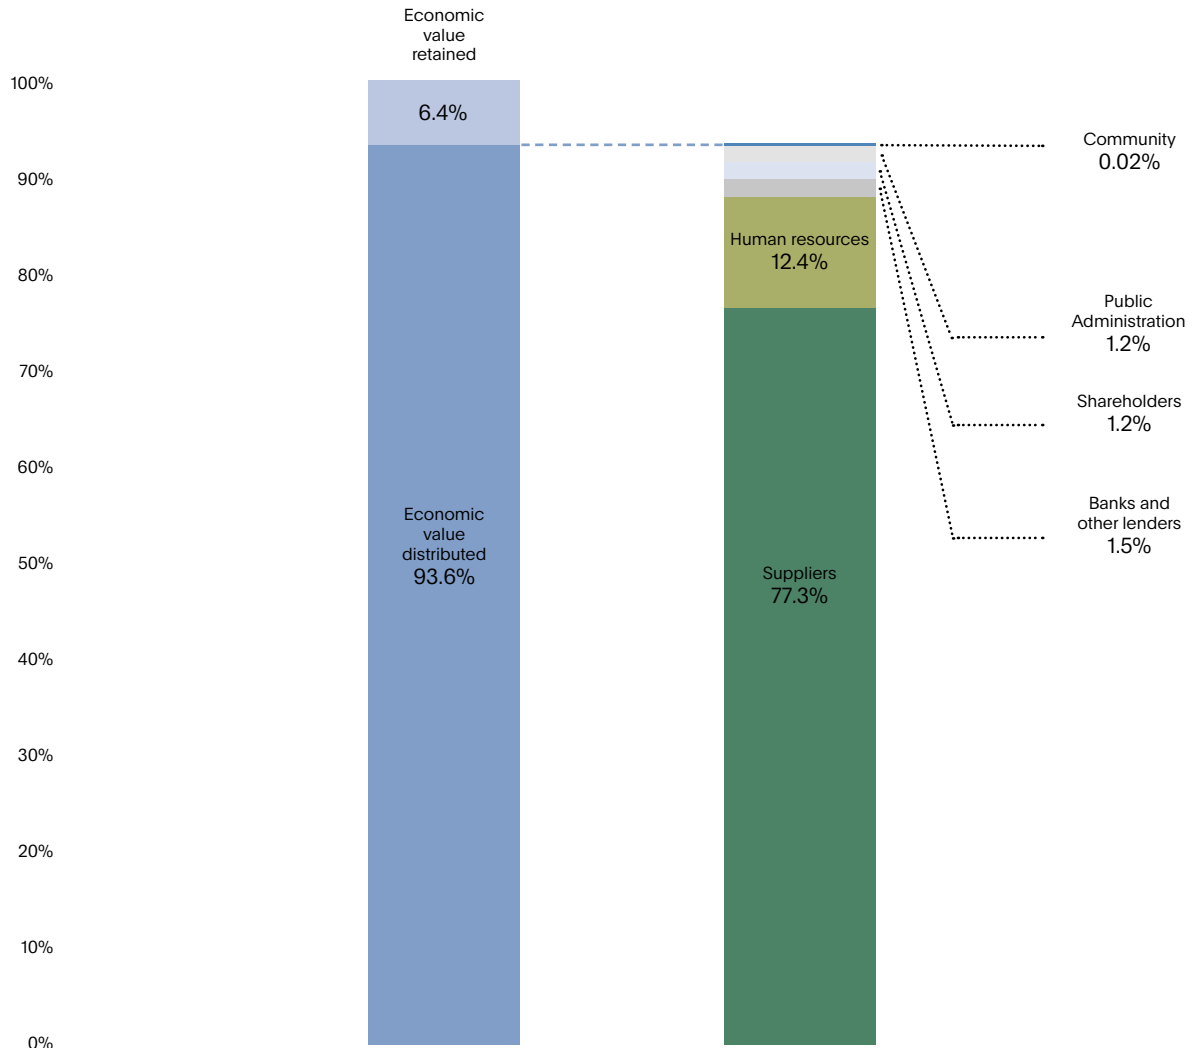 Economic
value
retained
100%
90%
80%
70%
60%
50%
40%
30%
20%
10%
0%
6.4%
Economic
value
distributed
93.6%
Human resources
12.4%
Suppliers
77.3%
Community
0.02%
Public
Administration
1.2%
Shareholders
1.2%
Banks and
other lenders
1.5%